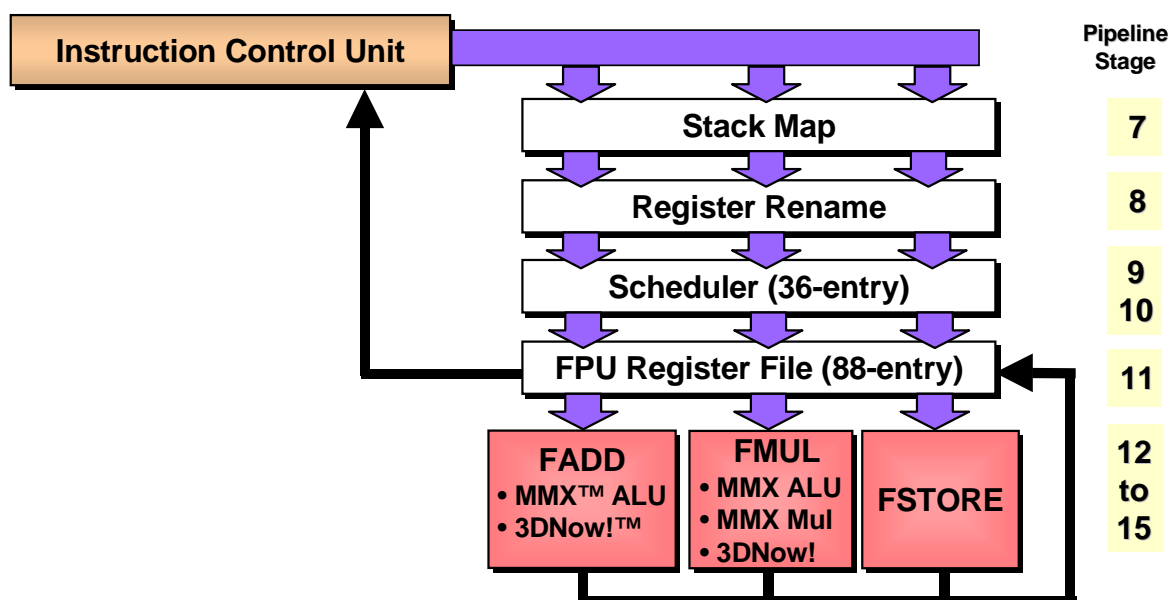 Instruction Control Unit
Pipeline
Stage
Stack Map
7
Register Rename
8
Scheduler (36-entry)
9
10
FPU Register File (88-entry)
11
FADD
• MMX™ ALU
• 3DNow!™
FMUL
• MMX ALU
• MMX Mul
• 3DNow!
FSTORE
12
to
15